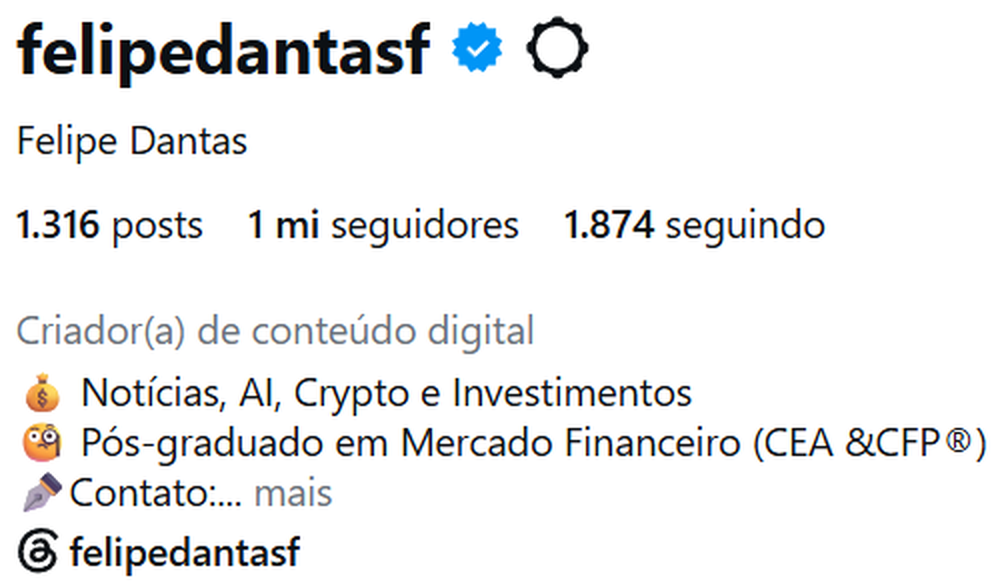 felipedantasf
Felipe Dantas
1.316 posts 1 mi seguidores 1.874 seguindo
Criador(a) de conteúdo digital
💰 Notícias, AI, Crypto e Investimentos
🧐 Pós-graduado em Mercado Financeiro (CEA &CFP®)
🖋️Contato:... mais
felipedantasf